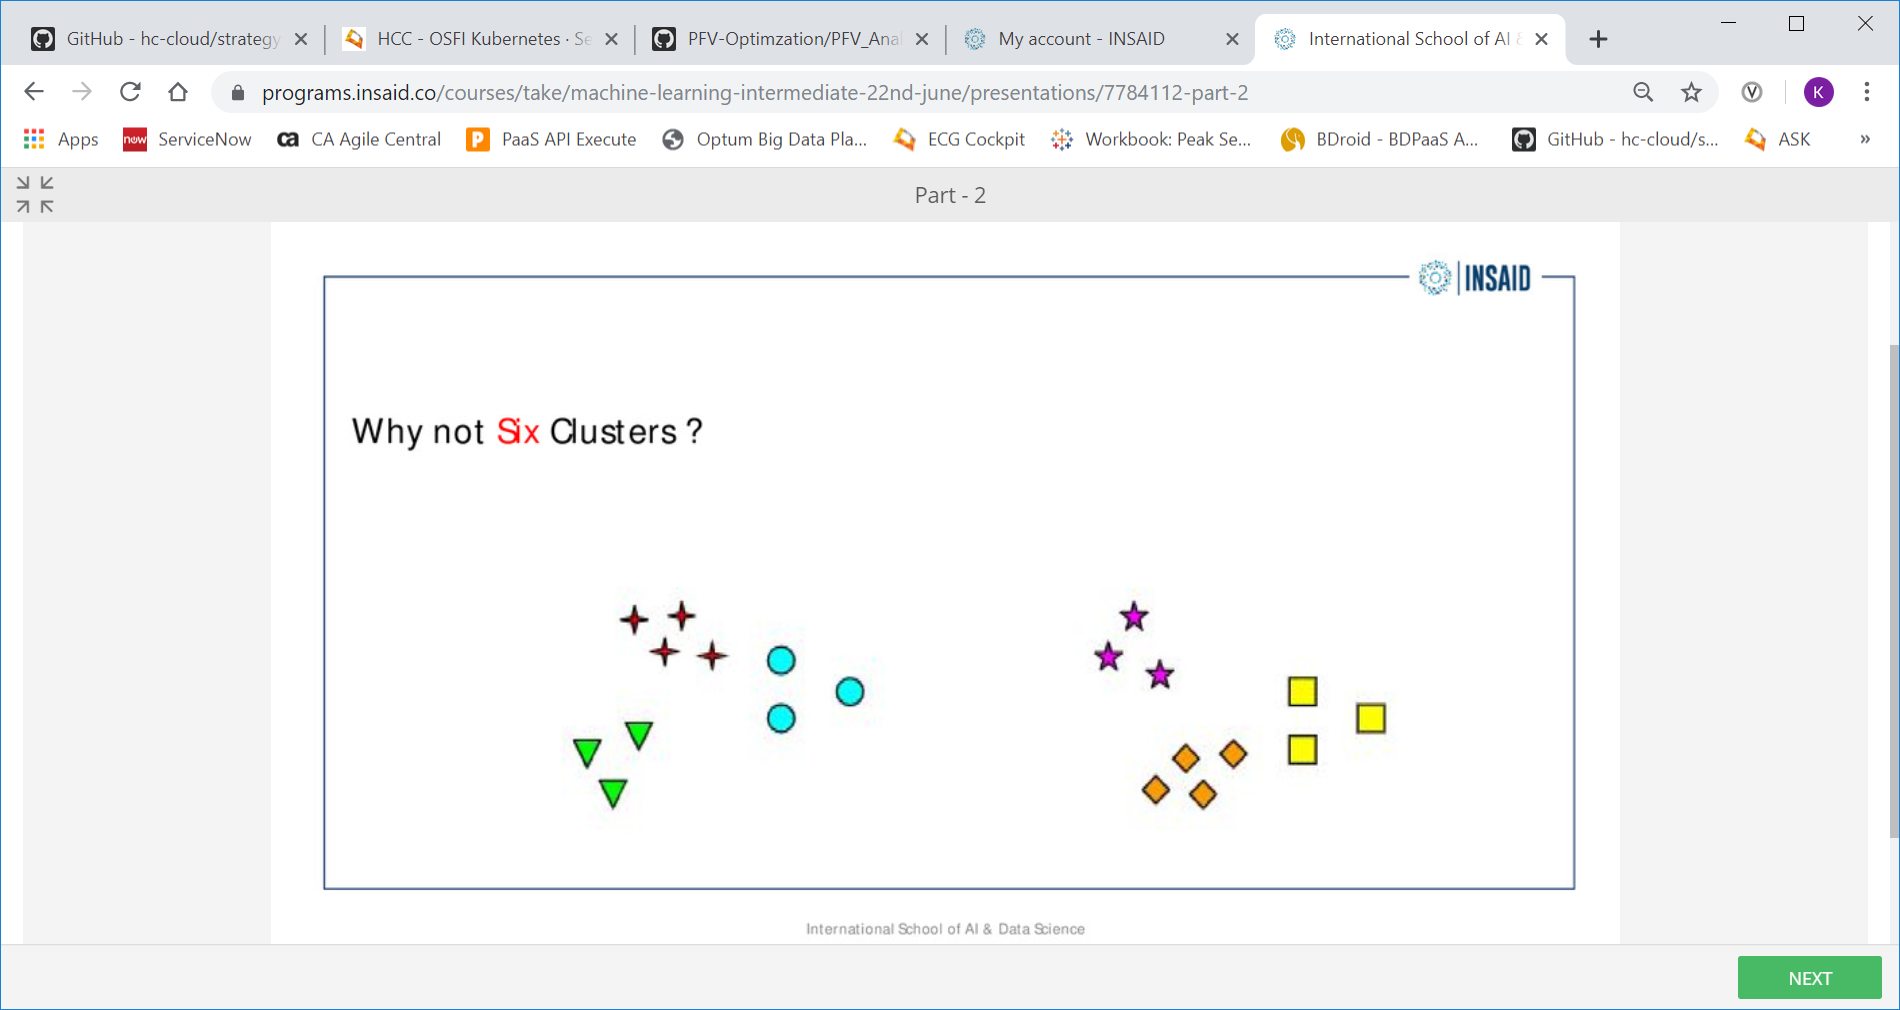 GitHub - hc-cloud/strategy
HCC - OSFI Kubernetes · Se
PFV-Optimzation/PFV_Anal
My account - INSAID
International School of AI &
programs.insaid.co/courses/take/machine-learning-intermediate-22nd-june/presentations/7784112-part-2
K
Apps
now
ServiceNow
ca
CA Agile Central
P
PaaS API Execute
Optum Big Data Pla...
ECG Cockpit
Workbook: Peak Se...
BDroid - BDPaaS A...
GitHub - hc-cloud/s...
ASK
»
Part - 2
INSAID
Why not Six Clusters ?
International School of AI & Data Science
NEXT